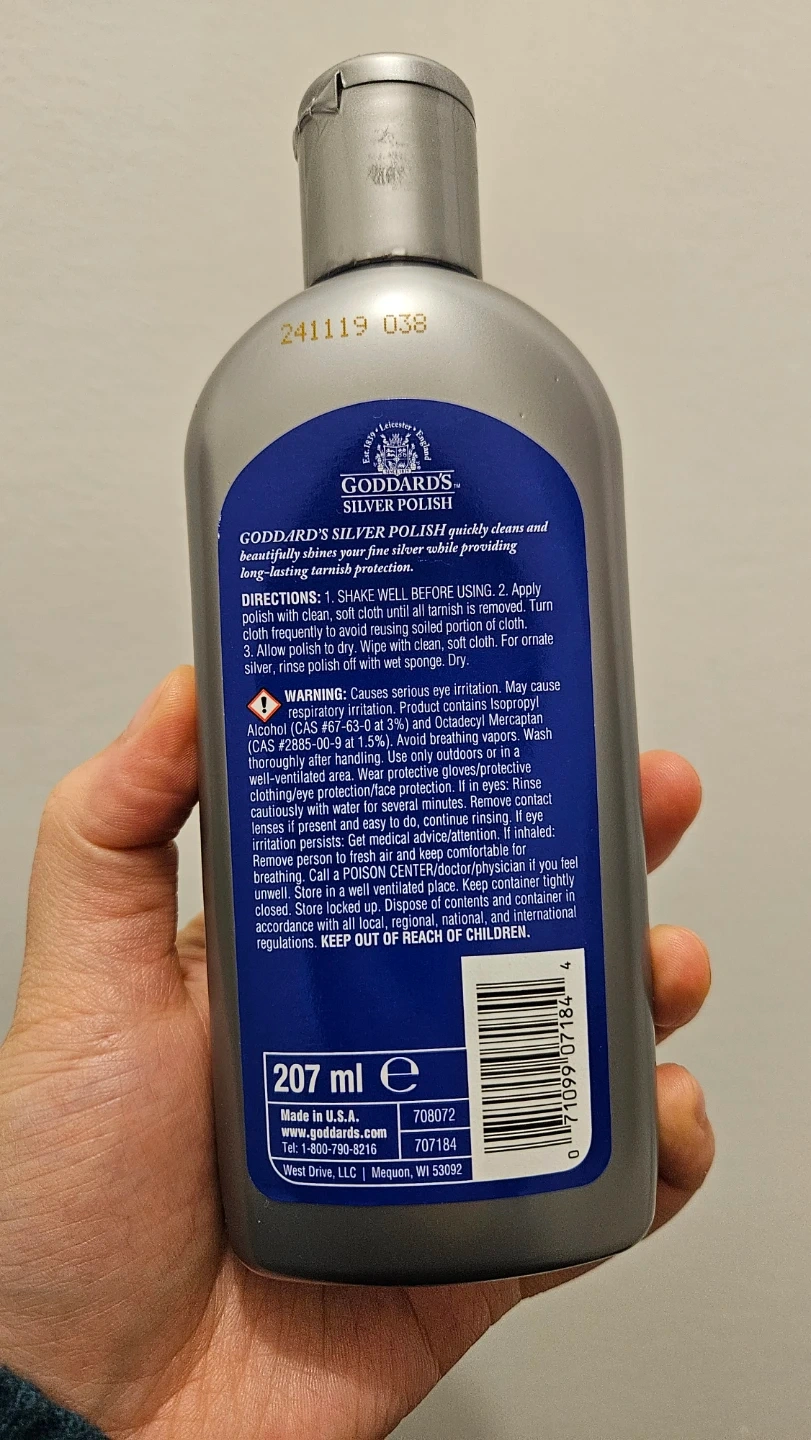 241119 038
Est. 1839 • Leicester • England
GODDARD'S™
SILVER POLISH
GODDARD'S SILVER POLISH quickly cleans and
beautifully shines your fine silver while providing
long-lasting tarnish protection.
DIRECTIONS: 1. SHAKE WELL BEFORE USING. 2. Apply
polish with clean, soft cloth until all tarnish is removed. Turn
cloth frequently to avoid reusing soiled portion of cloth.
3. Allow polish to dry. Wipe with clean, soft cloth. For ornate
silver, rinse polish off with wet sponge. Dry.
WARNING: Causes serious eye irritation. May cause
respiratory irritation. Product contains Isopropyl
Alcohol (CAS #67-63-0 at 3%) and Octadecyl Mercaptan
(CAS #2885-00-9 at 1.5%). Avoid breathing vapors. Wash
thoroughly after handling. Use only outdoors or in a
well-ventilated area. Wear protective gloves/protective
clothing/eye protection/face protection. If in eyes: Rinse
cautiously with water for several minutes. Remove contact
lenses if present and easy to do, continue rinsing. If eye
irritation persists: Get medical advice/attention. If inhaled:
Remove person to fresh air and keep comfortable for
breathing. Call a POISON CENTER/doctor/physician if you feel
unwell. Store in a well ventilated place. Keep container tightly
closed. Store locked up. Dispose of contents and container in
accordance with all local, regional, national, and international
regulations. KEEP OUT OF REACH OF CHILDREN.
207 ml ℮
Made in U.S.A.
www.goddards.com
Tel: 1-800-790-8216
708072
707184
West Drive, LLC | Mequon, WI 53092
0 71099 07184 4